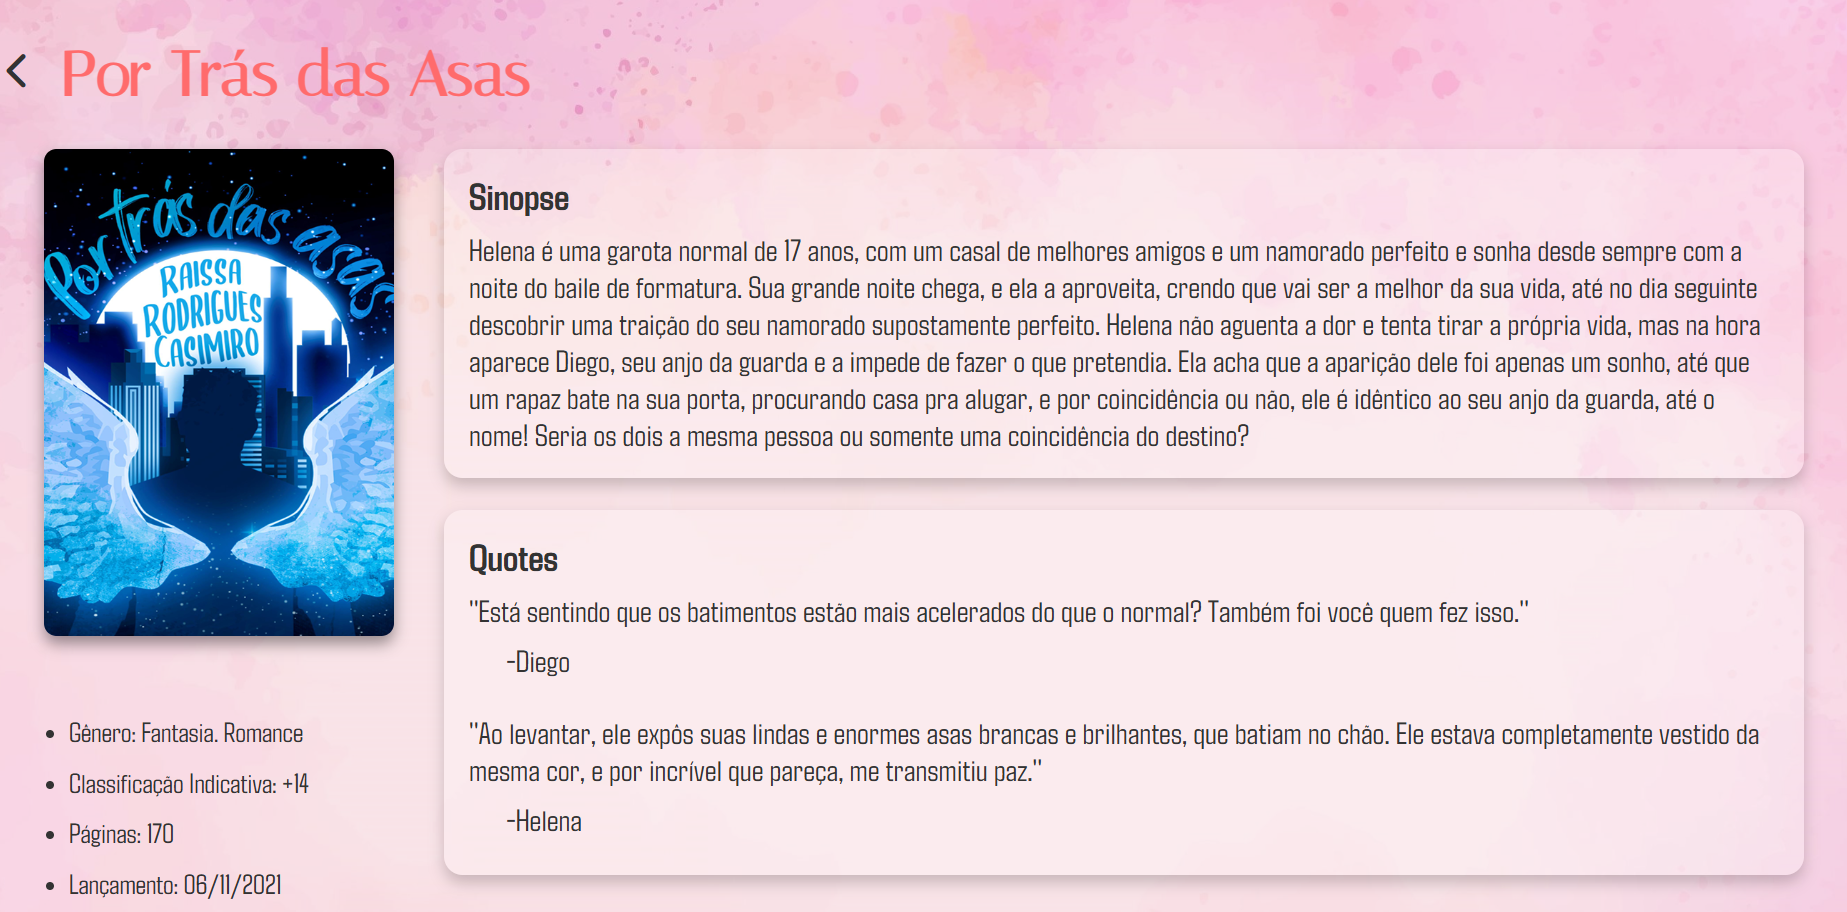 Por Trás das Asas
Por trás das asas
RAISSA
RODRIGUES
CASIMIRO
Gênero: Fantasia. Romance
Classificação Indicativa: +14
Páginas: 170
Lançamento: 06/11/2021
Sinopse
Helena é uma garota normal de 17 anos, com um casal de melhores amigos e um namorado perfeito e sonha desde sempre com a
noite do baile de formatura. Sua grande noite chega, e ela a aproveita, crendo que vai ser a melhor da sua vida, até no dia seguinte
descobrir uma traição do seu namorado supostamente perfeito. Helena não aguenta a dor e tenta tirar a própria vida, mas na hora
aparece Diego, seu anjo da guarda e a impede de fazer o que pretendia. Ela acha que a aparição dele foi apenas um sonho, até que
um rapaz bate na sua porta, procurando casa pra alugar, e por coincidência ou não, ele é idêntico ao seu anjo da guarda, até o
nome! Seria os dois a mesma pessoa ou somente uma coincidência do destino?
Quotes
"Está sentindo que os batimentos estão mais acelerados do que o normal? Também foi você quem fez isso."
-Diego
"Ao levantar, ele expôs suas lindas e enormes asas brancas e brilhantes, que batiam no chão. Ele estava completamente vestido da
mesma cor, e por incrível que pareça, me transmitiu paz."
-Helena